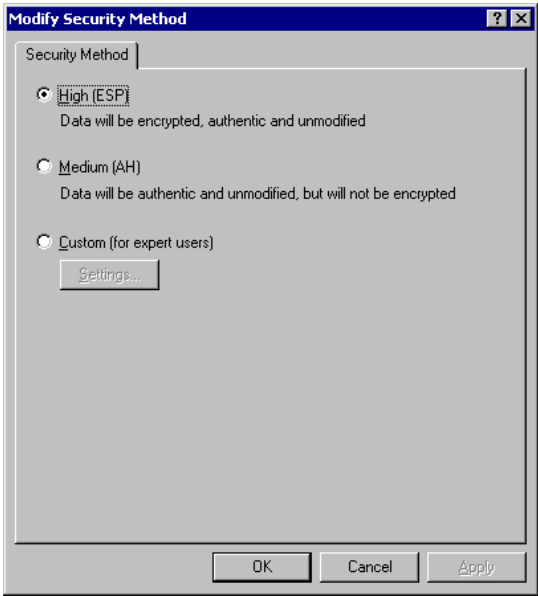 Modify Security Method
Security Method
High (ESP)
Data will be encrypted, authentic and unmodified
Medium (AH)
Data will be authentic and unmodified, but will not be encrypted
Custom (for expert users)
Settings...
OK Cancel Apply